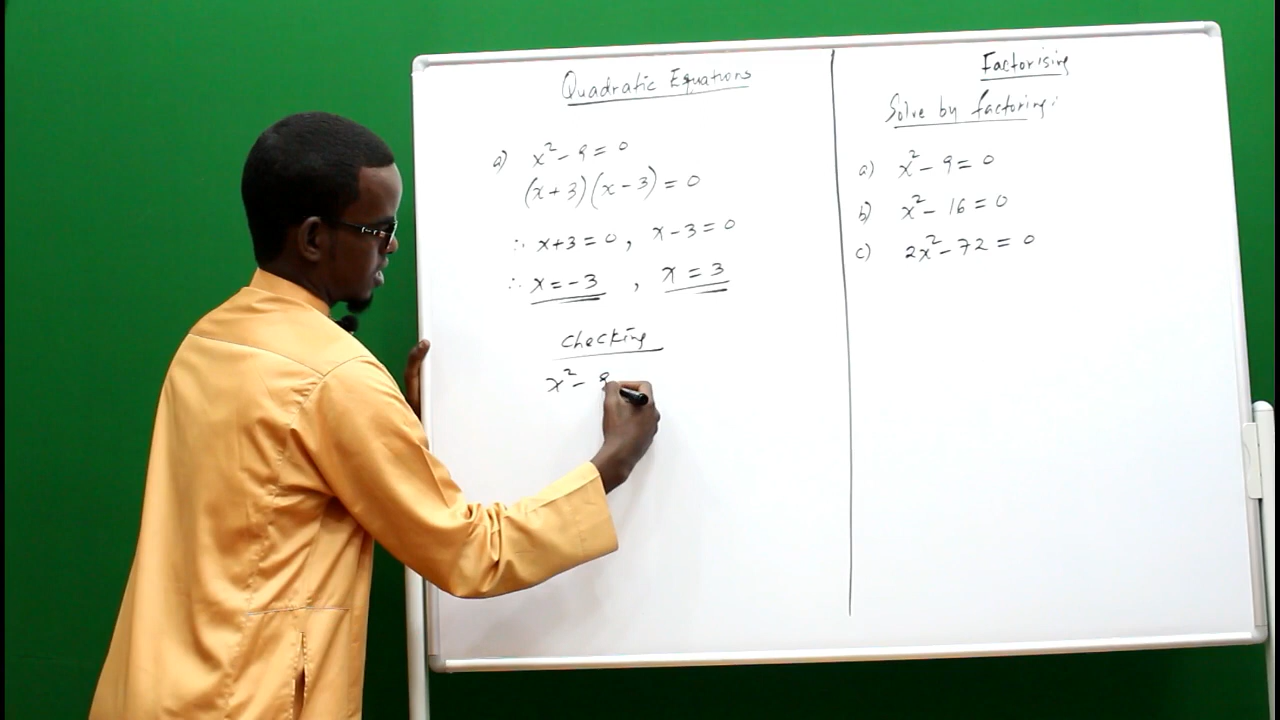 Quadratic Equations
a) x² - 9 = 0
(x + 3)(x - 3) = 0
∴ x+3 = 0, x-3 = 0
∴ x = -3 , x = 3
checking
x² - 9
Factorising
Solve by factoring:
a) x² - 9 = 0
b) x² - 16 = 0
c) 2x² - 72 = 0